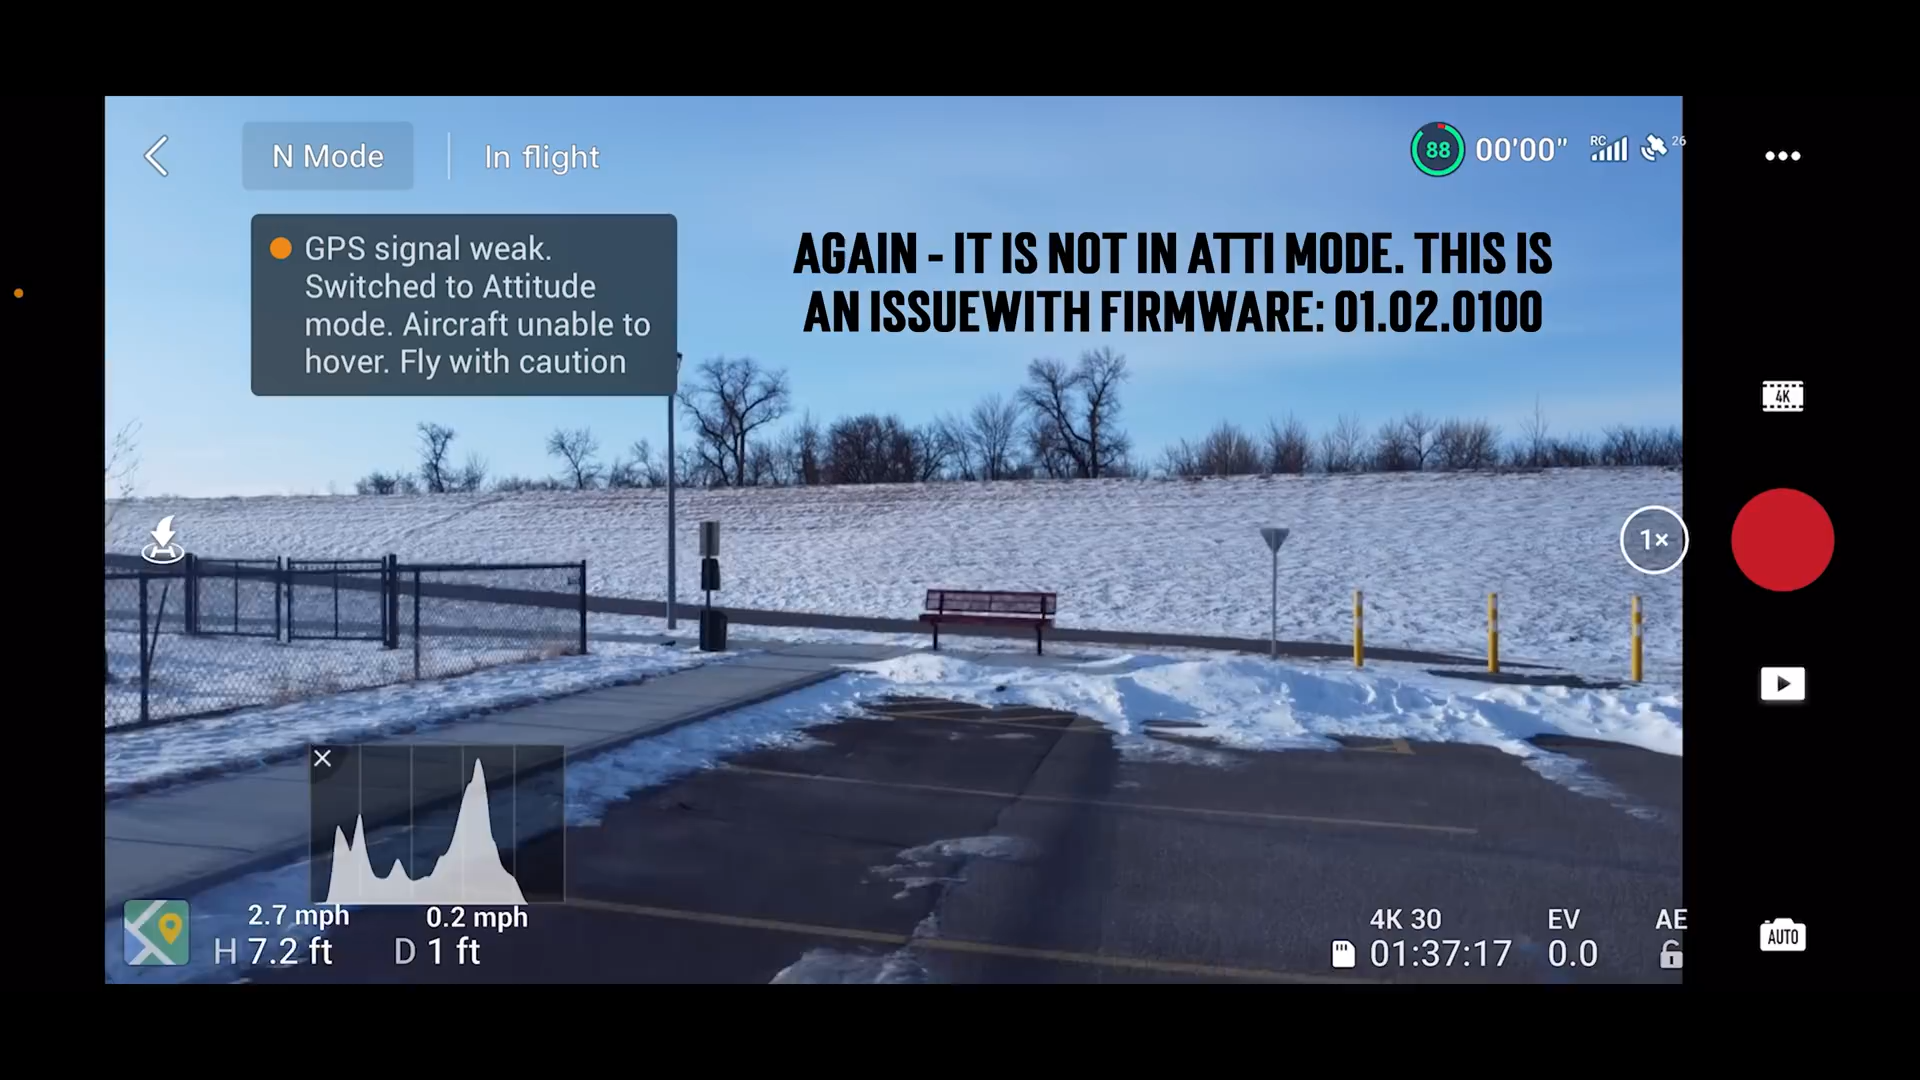 N Mode
In flight
88
00'00"
RC
26
GPS signal weak.
Switched to Attitude
mode. Aircraft unable to
hover. Fly with caution
AGAIN - IT IS NOT IN ATTI MODE. THIS IS
AN ISSUEWITH FIRMWARE: 01.02.0100
4K
1×
2.7 mph
0.2 mph
H 7.2 ft
D 1 ft
4K 30
01:37:17
EV
0.0
AE
AUTO